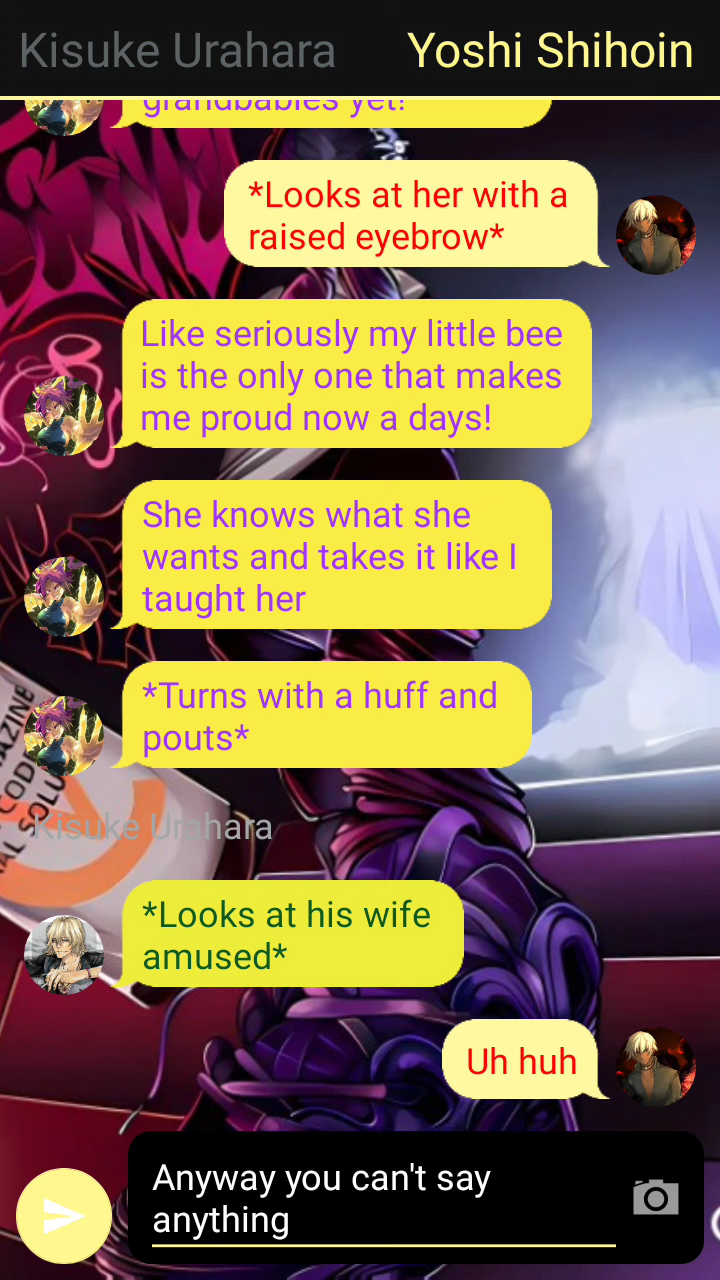 Kisuke Urahara
Yoshi Shihoin
grandbabies yet!
*Looks at her with a
raised eyebrow*
Like seriously my little bee
is the only one that makes
me proud now a days!
She knows what she
wants and takes it like I
taught her
*Turns with a huff and
pouts*
Kisuke Urahara
*Looks at his wife
amused*
Uh huh
Anyway you can't say
anything